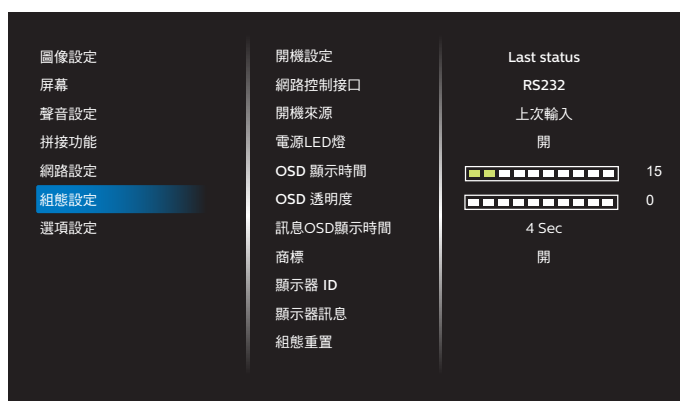 圖像設定
屏幕
聲音設定
拼接功能
網路設定
組態設定
選項設定
開機設定 Last status
網路控制接口 RS232
開機來源 上次輸入
電源LED燈 開
OSD 顯示時間 15
OSD 透明度 0
訊息OSD顯示時間 4 Sec
商標 開
顯示器 ID
顯示器訊息
組態重置